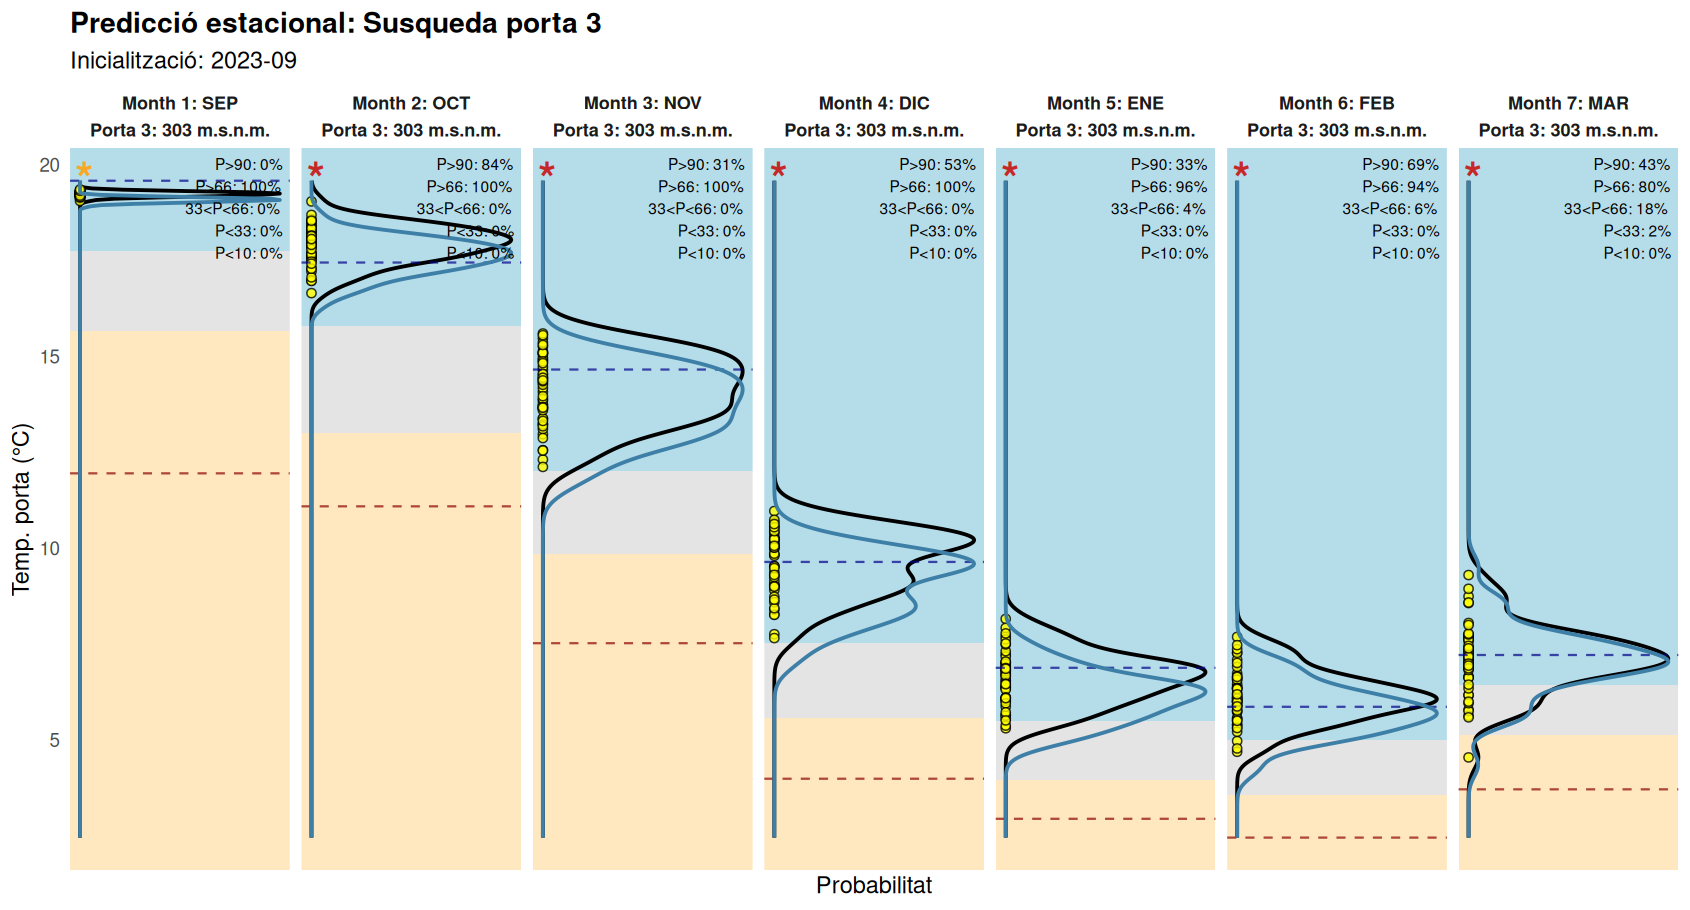 Predicció estacional: Susqueda porta 3
Inicialització: 2023-09
Month 1: SEP
Porta 3: 303 m.s.n.m.
Month 2: OCT
Porta 3: 303 m.s.n.m.
Month 3: NOV
Porta 3: 303 m.s.n.m.
Month 4: DIC
Porta 3: 303 m.s.n.m.
Month 5: ENE
Porta 3: 303 m.s.n.m.
Month 6: FEB
Porta 3: 303 m.s.n.m.
Month 7: MAR
Porta 3: 303 m.s.n.m.
Temp. porta (°C)
20
15
10
5
*
P>90: 0%
P>66: 100%
33<P<66: 0%
P<33: 0%
P<10: 0%
*
P>90: 84%
P>66: 100%
33<P<66: 0%
P<33: 0%
P<10: 0%
*
P>90: 31%
P>66: 100%
33<P<66: 0%
P<33: 0%
P<10: 0%
*
P>90: 53%
P>66: 100%
33<P<66: 0%
P<33: 0%
P<10: 0%
*
P>90: 33%
P>66: 96%
33<P<66: 4%
P<33: 0%
P<10: 0%
*
P>90: 69%
P>66: 94%
33<P<66: 6%
P<33: 0%
P<10: 0%
*
P>90: 43%
P>66: 80%
33<P<66: 18%
P<33: 2%
P<10: 0%
Probabilitat